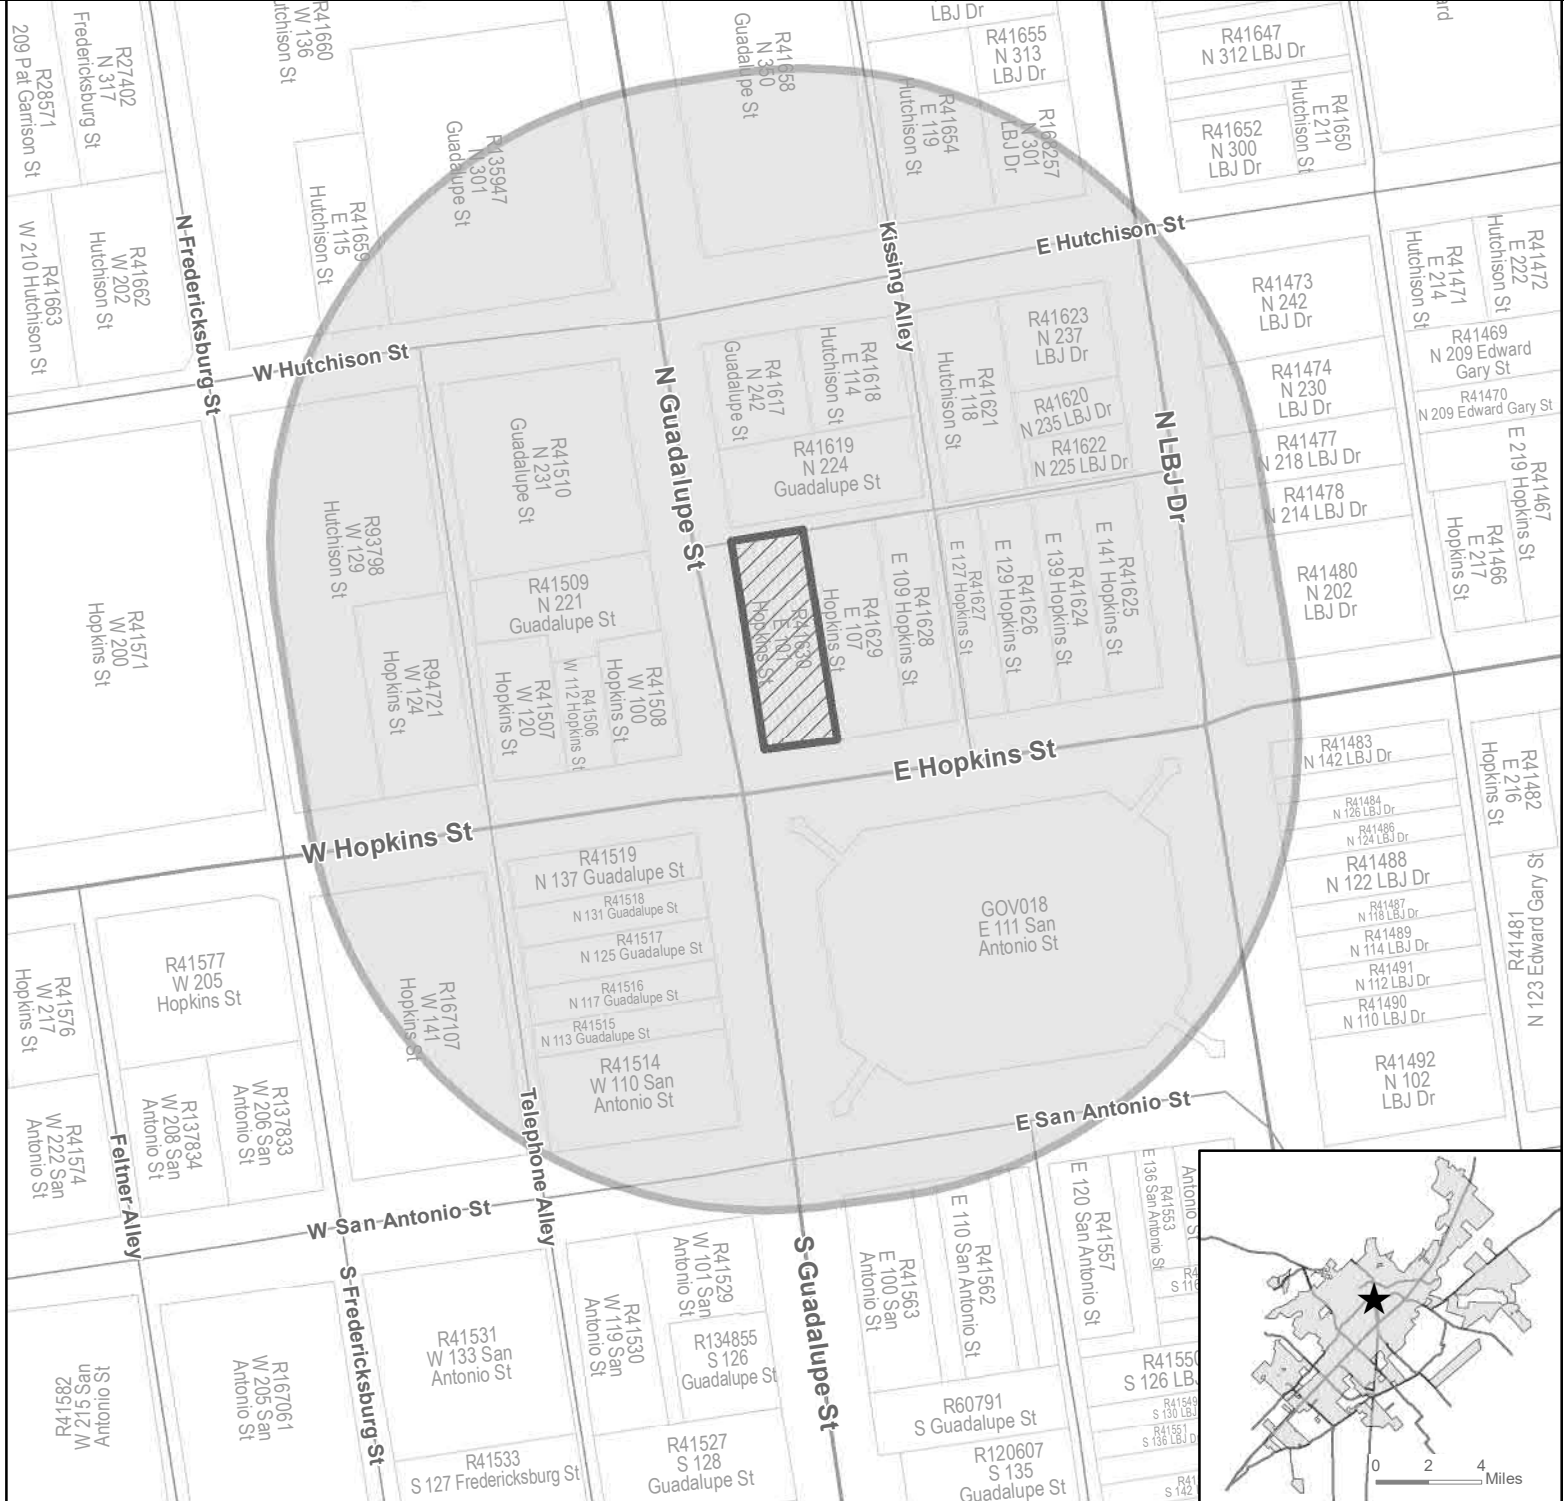 LBJ Dr
R41660
W 136
Hutchison St
R27402
N 317
Fredericksburg St
R28571
209 Pat Garrison St
R41658
N 350
Guadalupe St
R41655
N 313
LBJ Dr
R41647
N 312 LBJ Dr
R135947
N 301
Guadalupe St
R41654
E 119
Hutchison St
R168257
N 301
LBJ Dr
R41652
N 300
LBJ Dr
R41650
E 211
Hutchison St
R41659
E 115
Hutchison St
R41662
W 202
Hutchison St
R41663
W 210 Hutchison St
N Fredericksburg St
Kissing Alley
E Hutchison St
W Hutchison St
R41473
N 242
LBJ Dr
R41471
E 214
Hutchison St
R41472
E 222
Hutchison St
R41469
N 209 Edward
Gary St
R41470
N 209 Edward Gary St
R41623
N 237
LBJ Dr
R41617
N 242
Guadalupe St
R41618
E 114
Hutchison St
R41621
E 118
Hutchison St
R41620
N 235 LBJ Dr
R41622
N 225 LBJ Dr
R41474
N 230
LBJ Dr
R41477
N 218 LBJ Dr
R41478
N 214 LBJ Dr
N Guadalupe St
N LBJ Dr
R41510
N 231
Guadalupe St
R41619
N 224
Guadalupe St
R41467
E 219 Hopkins St
R41466
E 217
Hopkins St
R41480
N 202
LBJ Dr
R93798
W 129
Hutchison St
R41509
N 221
Guadalupe St
R41571
W 200
Hopkins St
R41630
E 101
Hopkins St
R41629
E 107
Hopkins St
R41628
E 109 Hopkins St
R41627
E 127 Hopkins St
R41626
E 129 Hopkins St
R41624
E 139 Hopkins St
R41625
E 141 Hopkins St
R94721
W 124
Hopkins St
R41507
W 120
Hopkins St
R41506
W 112 Hopkins St
R41508
W 100
Hopkins St
E Hopkins St
W Hopkins St
R41483
N 142 LBJ Dr
R41484
N 126 LBJ Dr
R41486
N 124 LBJ Dr
R41488
N 122 LBJ Dr
R41487
N 118 LBJ Dr
R41489
N 114 LBJ Dr
R41491
N 112 LBJ Dr
R41490
N 110 LBJ Dr
R41492
N 102
LBJ Dr
R41482
E 216
Hopkins St
R41481
N 123 Edward Gary St
R41519
N 137 Guadalupe St
R41518
N 131 Guadalupe St
R41517
N 125 Guadalupe St
R41516
N 117 Guadalupe St
R41515
N 113 Guadalupe St
R41514
W 110 San
Antonio St
GOV018
E 111 San
Antonio St
R41577
W 205
Hopkins St
R41576
W 217
Hopkins St
R167107
W 141
Hopkins St
R41574
W 222 San
Antonio St
R137834
W 208 San
Antonio St
R137833
W 206 San
Antonio St
Feltner Alley
Telephone Alley
E San Antonio St
W San Antonio St
S Fredericksburg St
S Guadalupe St
R41529
W 101 San
Antonio St
R41530
W 119 San
Antonio St
R134855
S 126
Guadalupe St
R41531
W 133 San
Antonio St
R41563
E 100 San
Antonio St
R41562
E 110 San Antonio St
R41557
E 120 San Antonio St
R41553
E 136 San Antonio St
Antonio S
S 116
R167061
W 205 San
Antonio St
R41582
W 215 San
Antonio St
R41533
S 127 Fredericksburg St
R41527
S 128
Guadalupe St
R60791
S Guadalupe St
R120607
S 135
Guadalupe St
R41550
S 126 LBJ
R41549
S 130 LBJ
R41551
S 136 LBJ D
R41
S 142
0 2 4
Miles